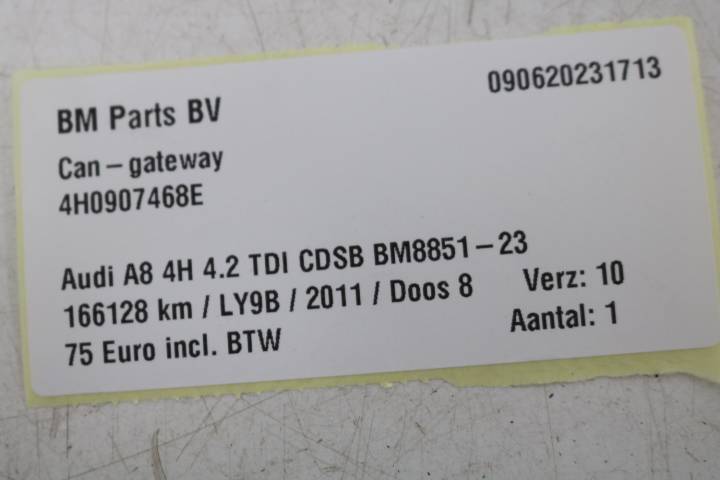 090620231713
BM Parts BV
Can – gateway
4H0907468E
Audi A8 4H 4.2 TDI CDSB BM8851 – 23
166128 km / LY9B / 2011 / Doos 8 Verz: 10
75 Euro incl. BTW Aantal: 1